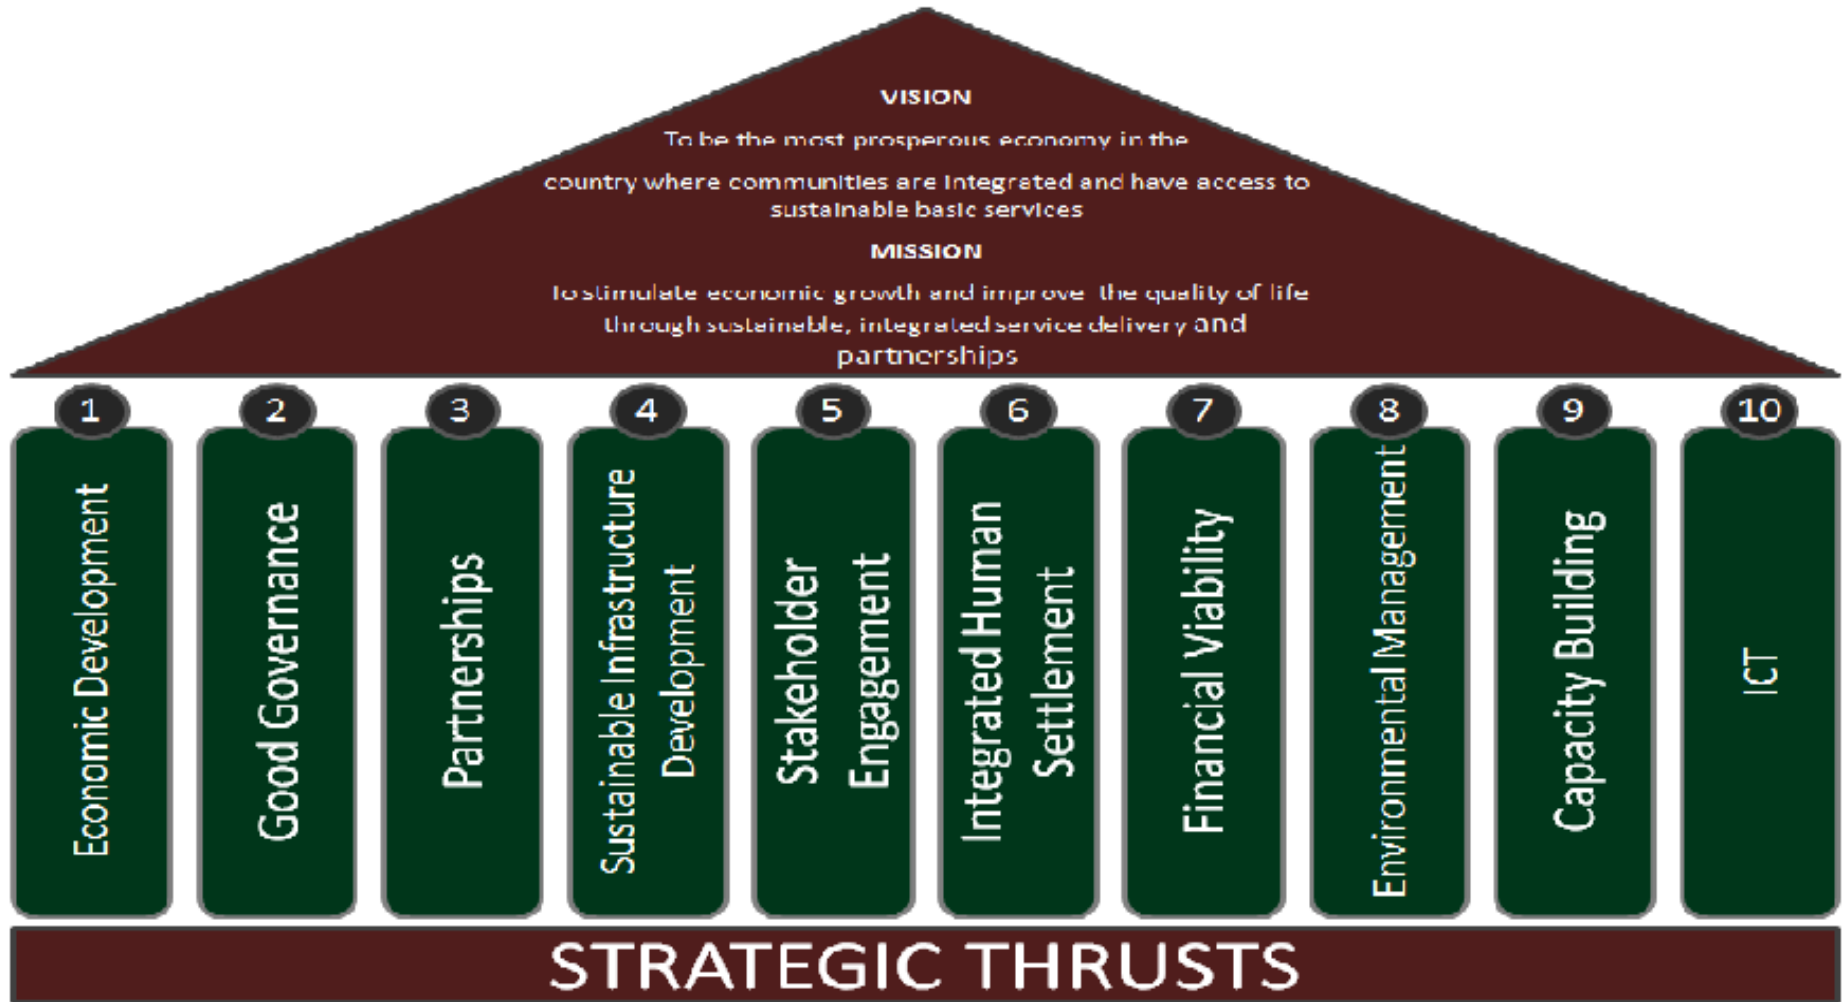 VISION
To be the most prosperous economy in the
country where communities are integrated and have access to
sustainable basic services
MISSION
To stimulate economic growth and improve the quality of life
through sustainable, integrated service delivery and
partnerships
1
Economic Development
2
Good Governance
3
Partnerships
4
Sustainable Infrastructure
Development
5
Stakeholder
Engagement
6
Integrated Human
Settlement
7
Financial Viability
8
Environmental Management
9
Capacity Building
10
ICT
STRATEGIC THRUSTS